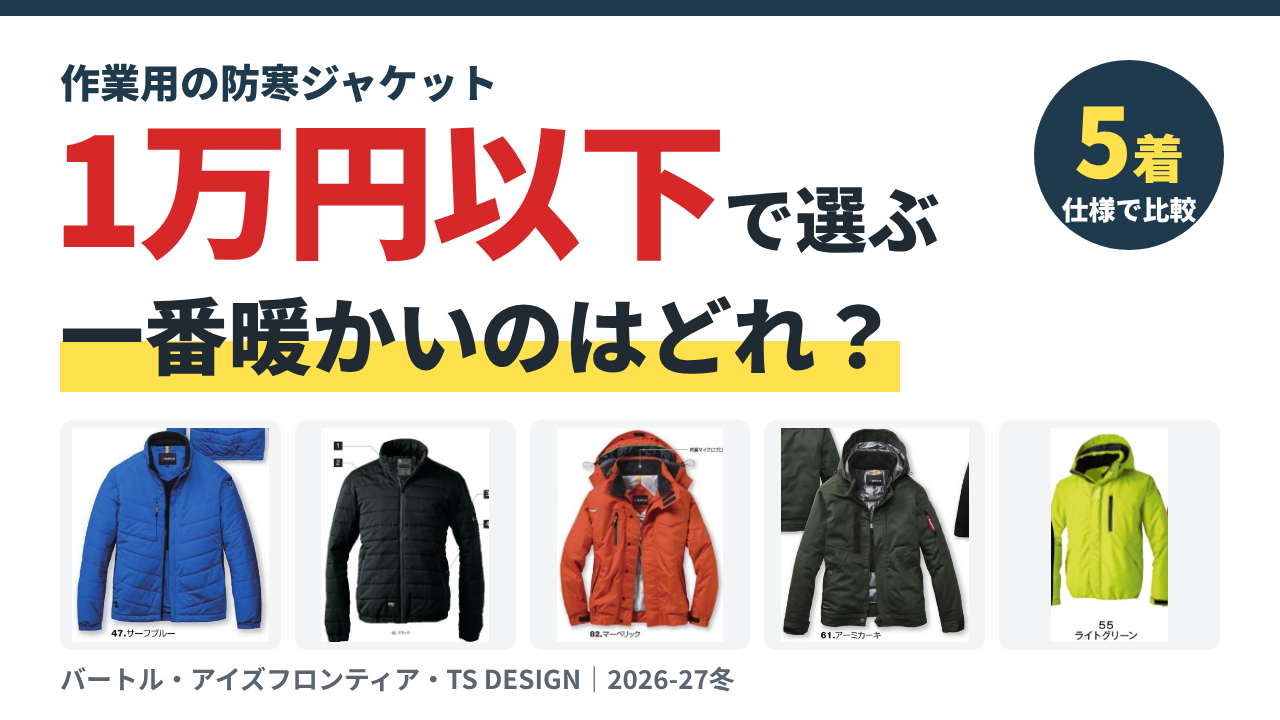 作業用の防寒ジャケット
1万円以下で選ぶ
一番暖かいのはどれ？
5着
仕様で比較
47.サーフブルー
1
2
82.マーベリック
61.アーミカーキ
55
ライトグリーン
バートル・アイズフロンティア・TS DESIGN｜2026-27冬